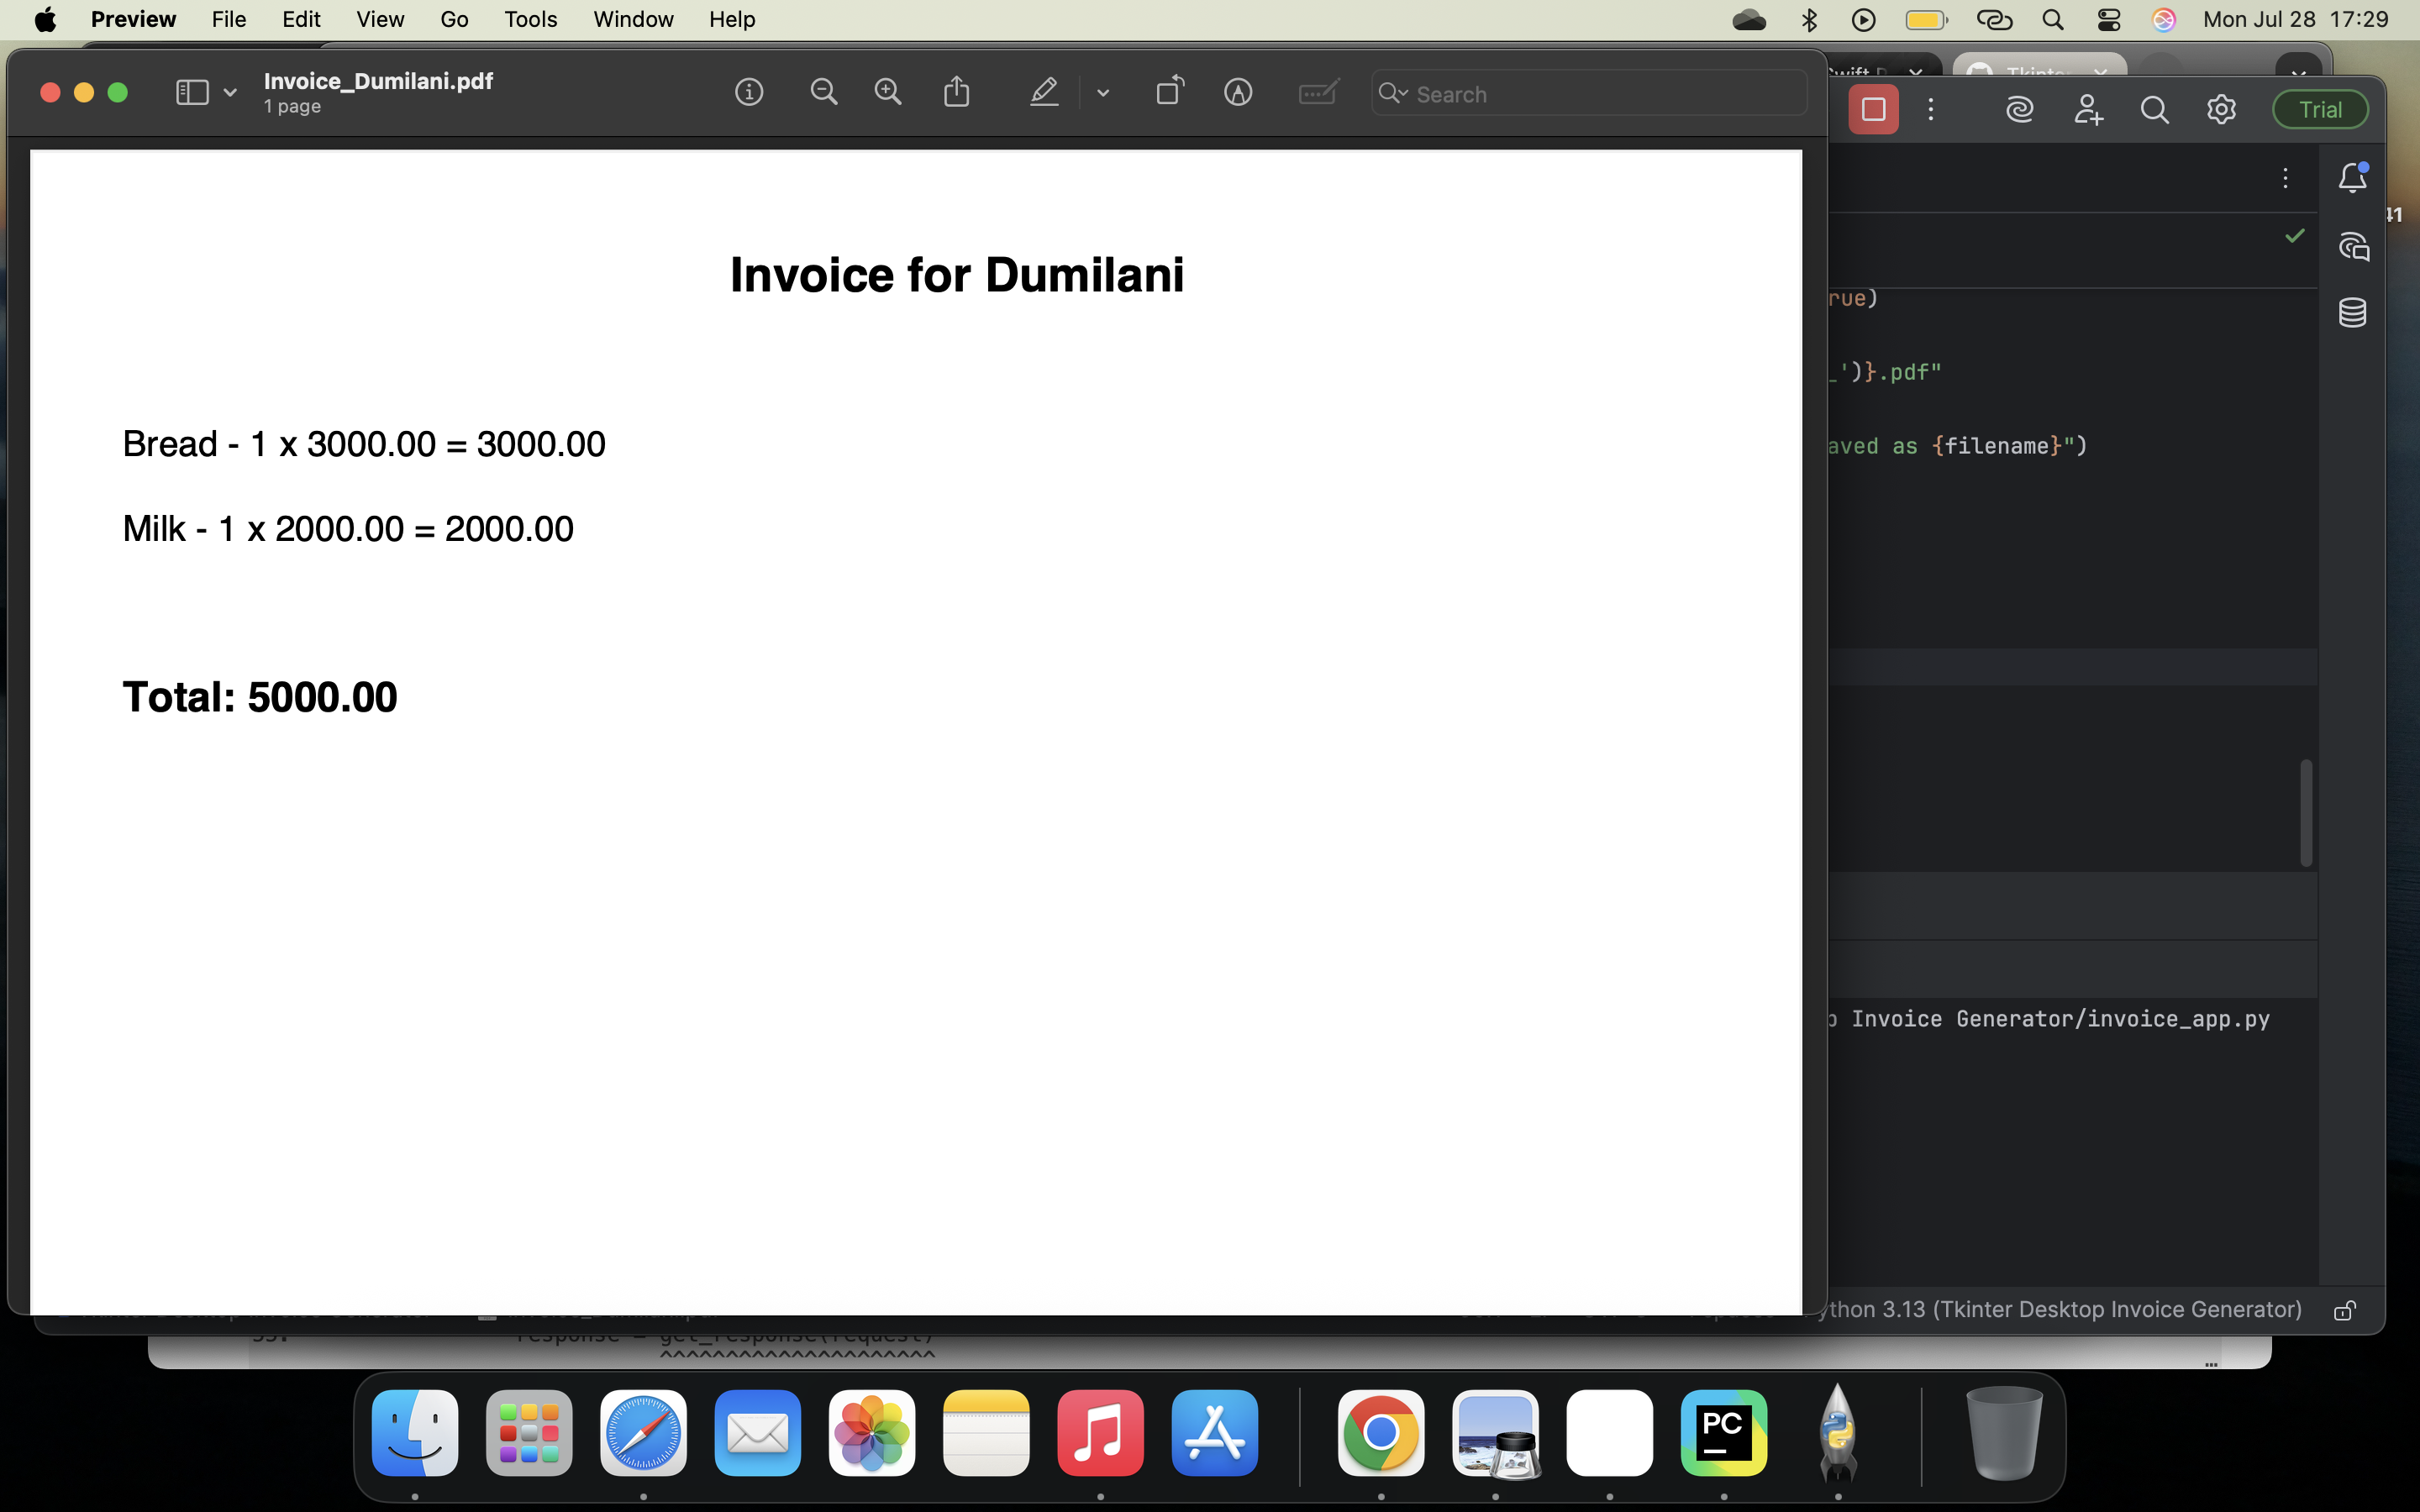 Preview File Edit View Go Tools Window Help Mon Jul 28 17:29
Invoice_Dumilani.pdf
1 page
Search
Trial
41
Invoice for Dumilani
rue)
_')}.pdf"
Bread - 1 x 3000.00 = 3000.00
aved as {filename}")
Milk - 1 x 2000.00 = 2000.00
Total: 5000.00
Invoice Generator/invoice_app.py
ython 3.13 (Tkinter Desktop Invoice Generator)
response = get_response(request)
^^^^^^^^^^^^^^^^^^^^^
PC